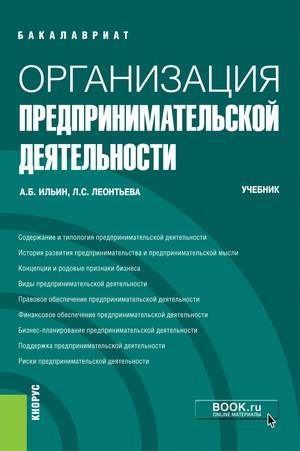 БАКАЛАВРИАТ
ОРГАНИЗАЦИЯ
ПРЕДПРИНИМАТЕЛЬСКОЙ
ДЕЯТЕЛЬНОСТИ
А.Б. ИЛЬИН, Л.С. ЛЕОНТЬЕВА
УЧЕБНИК
Содержание и типология предпринимательской деятельности
История развития предпринимательства и предпринимательской мысли
Концепции и родовые признаки бизнеса
Виды предпринимательской деятельности
Правовое обеспечение предпринимательской деятельности
Финансовое обеспечение предпринимательской деятельности
Бизнес-планирование предпринимательской деятельности
Поддержка предпринимательской деятельности
Риски предпринимательской деятельности
КНОРУС
BOOK.ru
ONLINE МАТЕРИАЛЫ